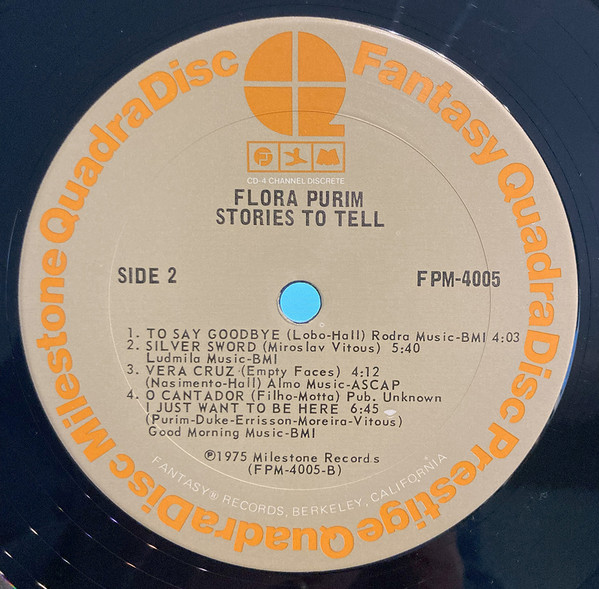 Milestone QuadraDisc Fantasy QuadraDisc Prestige QuadraDisc
CD-4 CHANNEL DISCRETE
FLORA PURIM
STORIES TO TELL
SIDE 2 FPM-4005
1. TO SAY GOODBYE (Lobo-Hall) Rodra Music-BMI 4:03
2. SILVER SWORD (Miroslav Vitous) 5:40
Ludmila Music-BMI
3. VERA CRUZ (Empty Faces) 4:12
(Nasimento-Hall) Almo Music-ASCAP
4. O CANTADOR (Filho-Motta) Pub. Unknown
I JUST WANT TO BE HERE 6:45
(Purim-Duke-Errisson-Moreira-Vitous)
Good Morning Music-BMI
℗1975 Milestone Records
(FPM-4005-B)
FANTASY® RECORDS, BERKELEY, CALIFORNIA